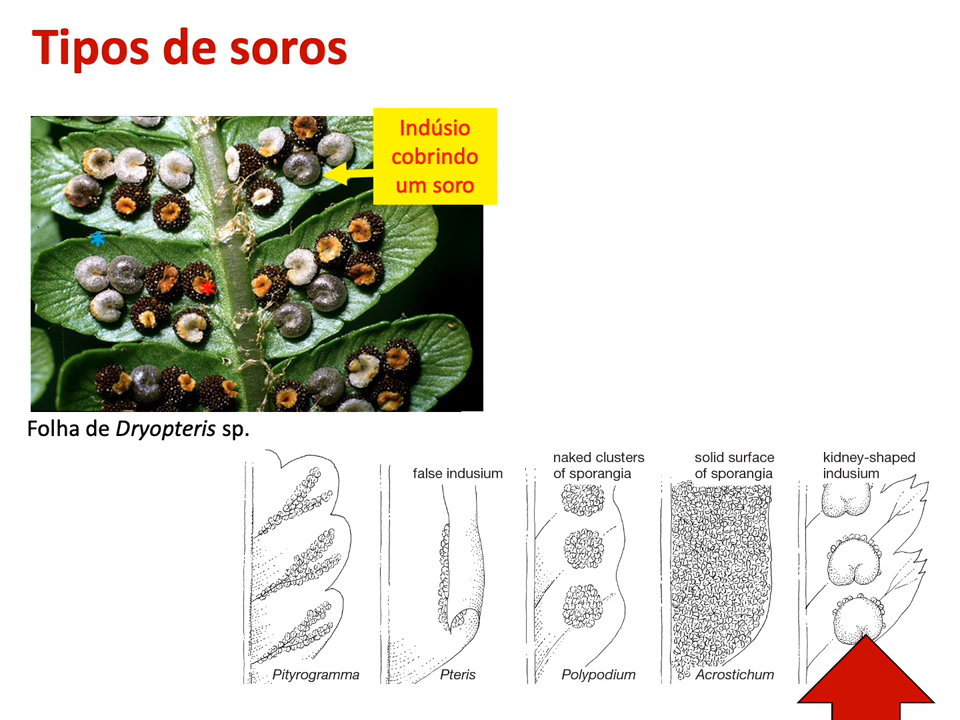 Tipos de soros
Indúsio
cobrindo
um soro
Folha de Dryopteris sp.
false indusium
naked clusters
of sporangia
solid surface
of sporangia
kidney-shaped
indusium
Pityrogramma
Pteris
Polypodium
Acrostichum